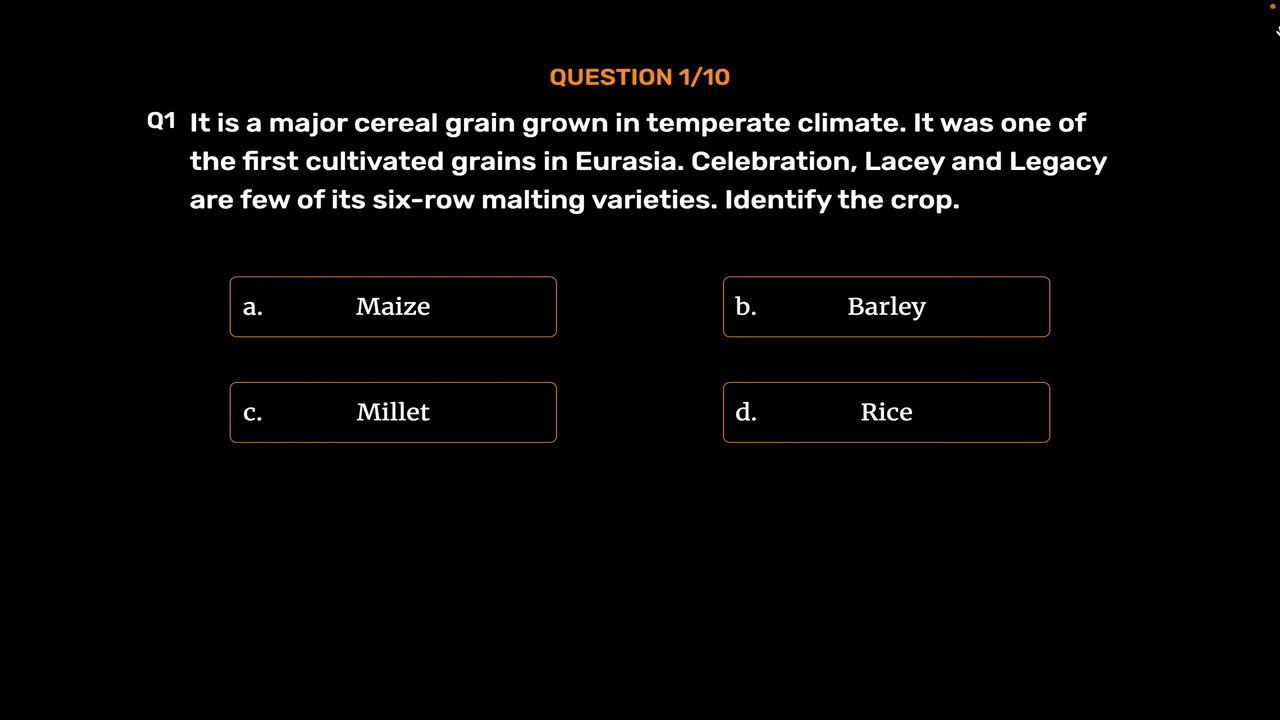 QUESTION 1/10
Q1 It is a major cereal grain grown in temperate climate. It was one of
the first cultivated grains in Eurasia. Celebration, Lacey and Legacy
are few of its six-row malting varieties. Identify the crop.
a. Maize
b. Barley
c. Millet
d. Rice